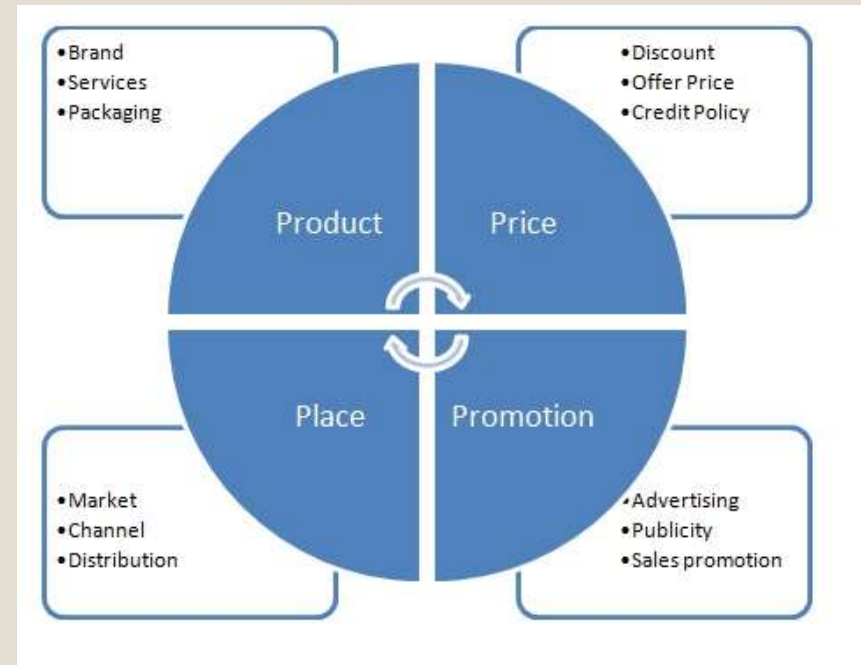 •Brand
•Services
•Packaging
•Discount
•Offer Price
•Credit Policy
Product
Price
Place
Promotion
•Market
•Channel
•Distribution
•Advertising
•Publicity
•Sales promotion